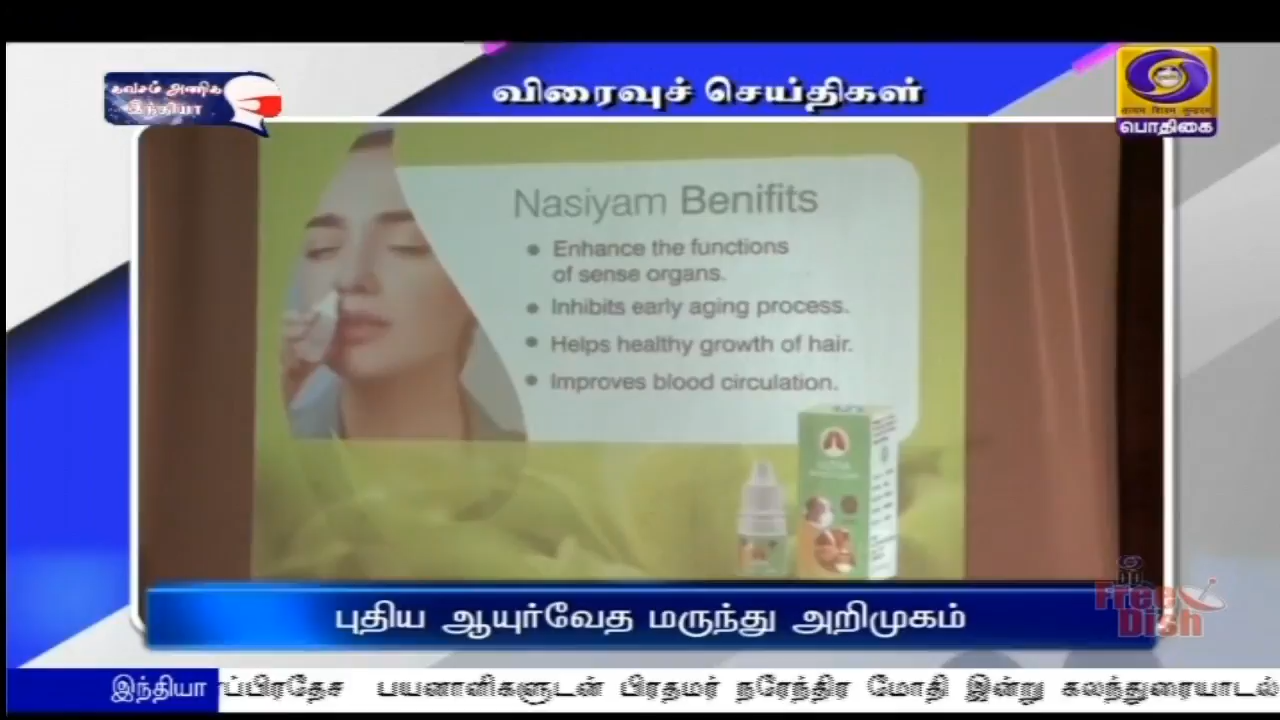 கவசம் அணிக
இந்தியா
விரைவுச் செய்திகள்
பொதிகை
Nasiyam Benifits
Enhance the functions
of sense organs.
Inhibits early aging process.
Helps healthy growth of hair.
Improves blood circulation.
புதிய ஆயுர்வேத மருந்து அறிமுகம்
DD
Free
Dish
இந்தியா ப்பிரதேச பயனாளிகளுடன் பிரதமர் நரேந்திர மோதி இன்று கலந்துரையாடல்